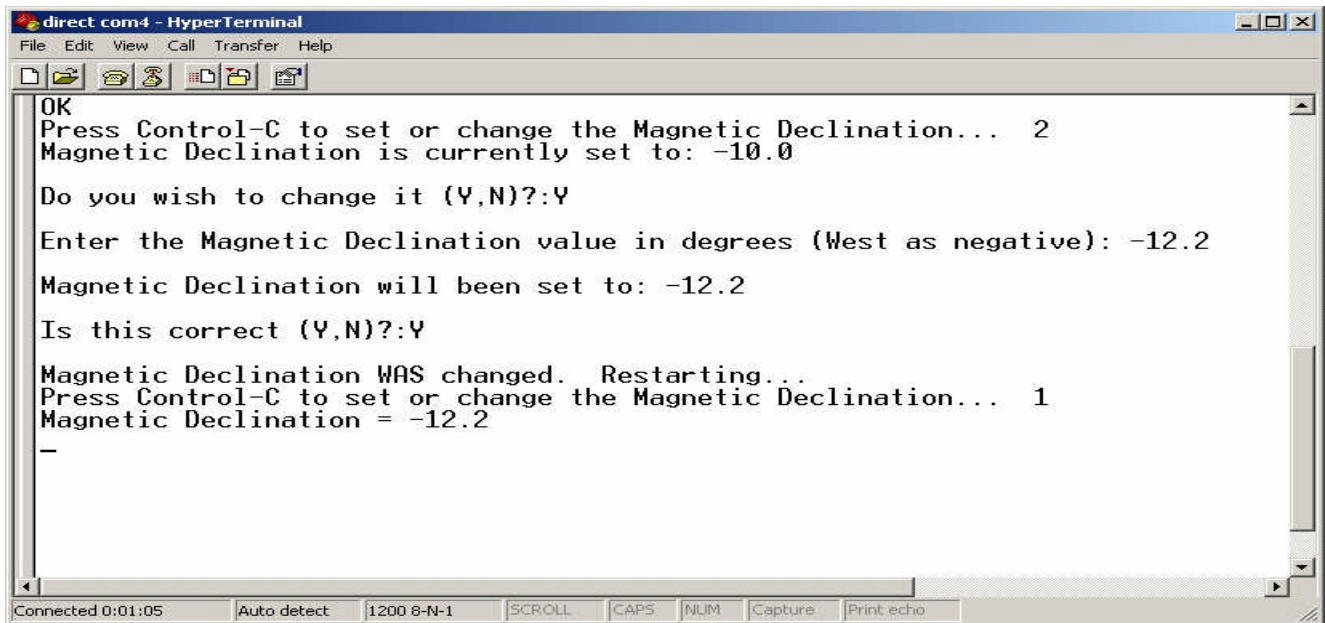 direct com4 - HyperTerminal
File Edit View Call Transfer Help
OK
Press Control-C to set or change the Magnetic Declination... 2
Magnetic Declination is currently set to: -10.0
Do you wish to change it (Y,N)?:Y
Enter the Magnetic Declination value in degrees (West as negative): -12.2
Magnetic Declination will been set to: -12.2
Is this correct (Y,N)?:Y
Magnetic Declination WAS changed. Restarting...
Press Control-C to set or change the Magnetic Declination... 1
Magnetic Declination = -12.2
Connected 0:01:05 Auto detect 1200 8-N-1 SCROLL CAPS NUM Capture Print echo